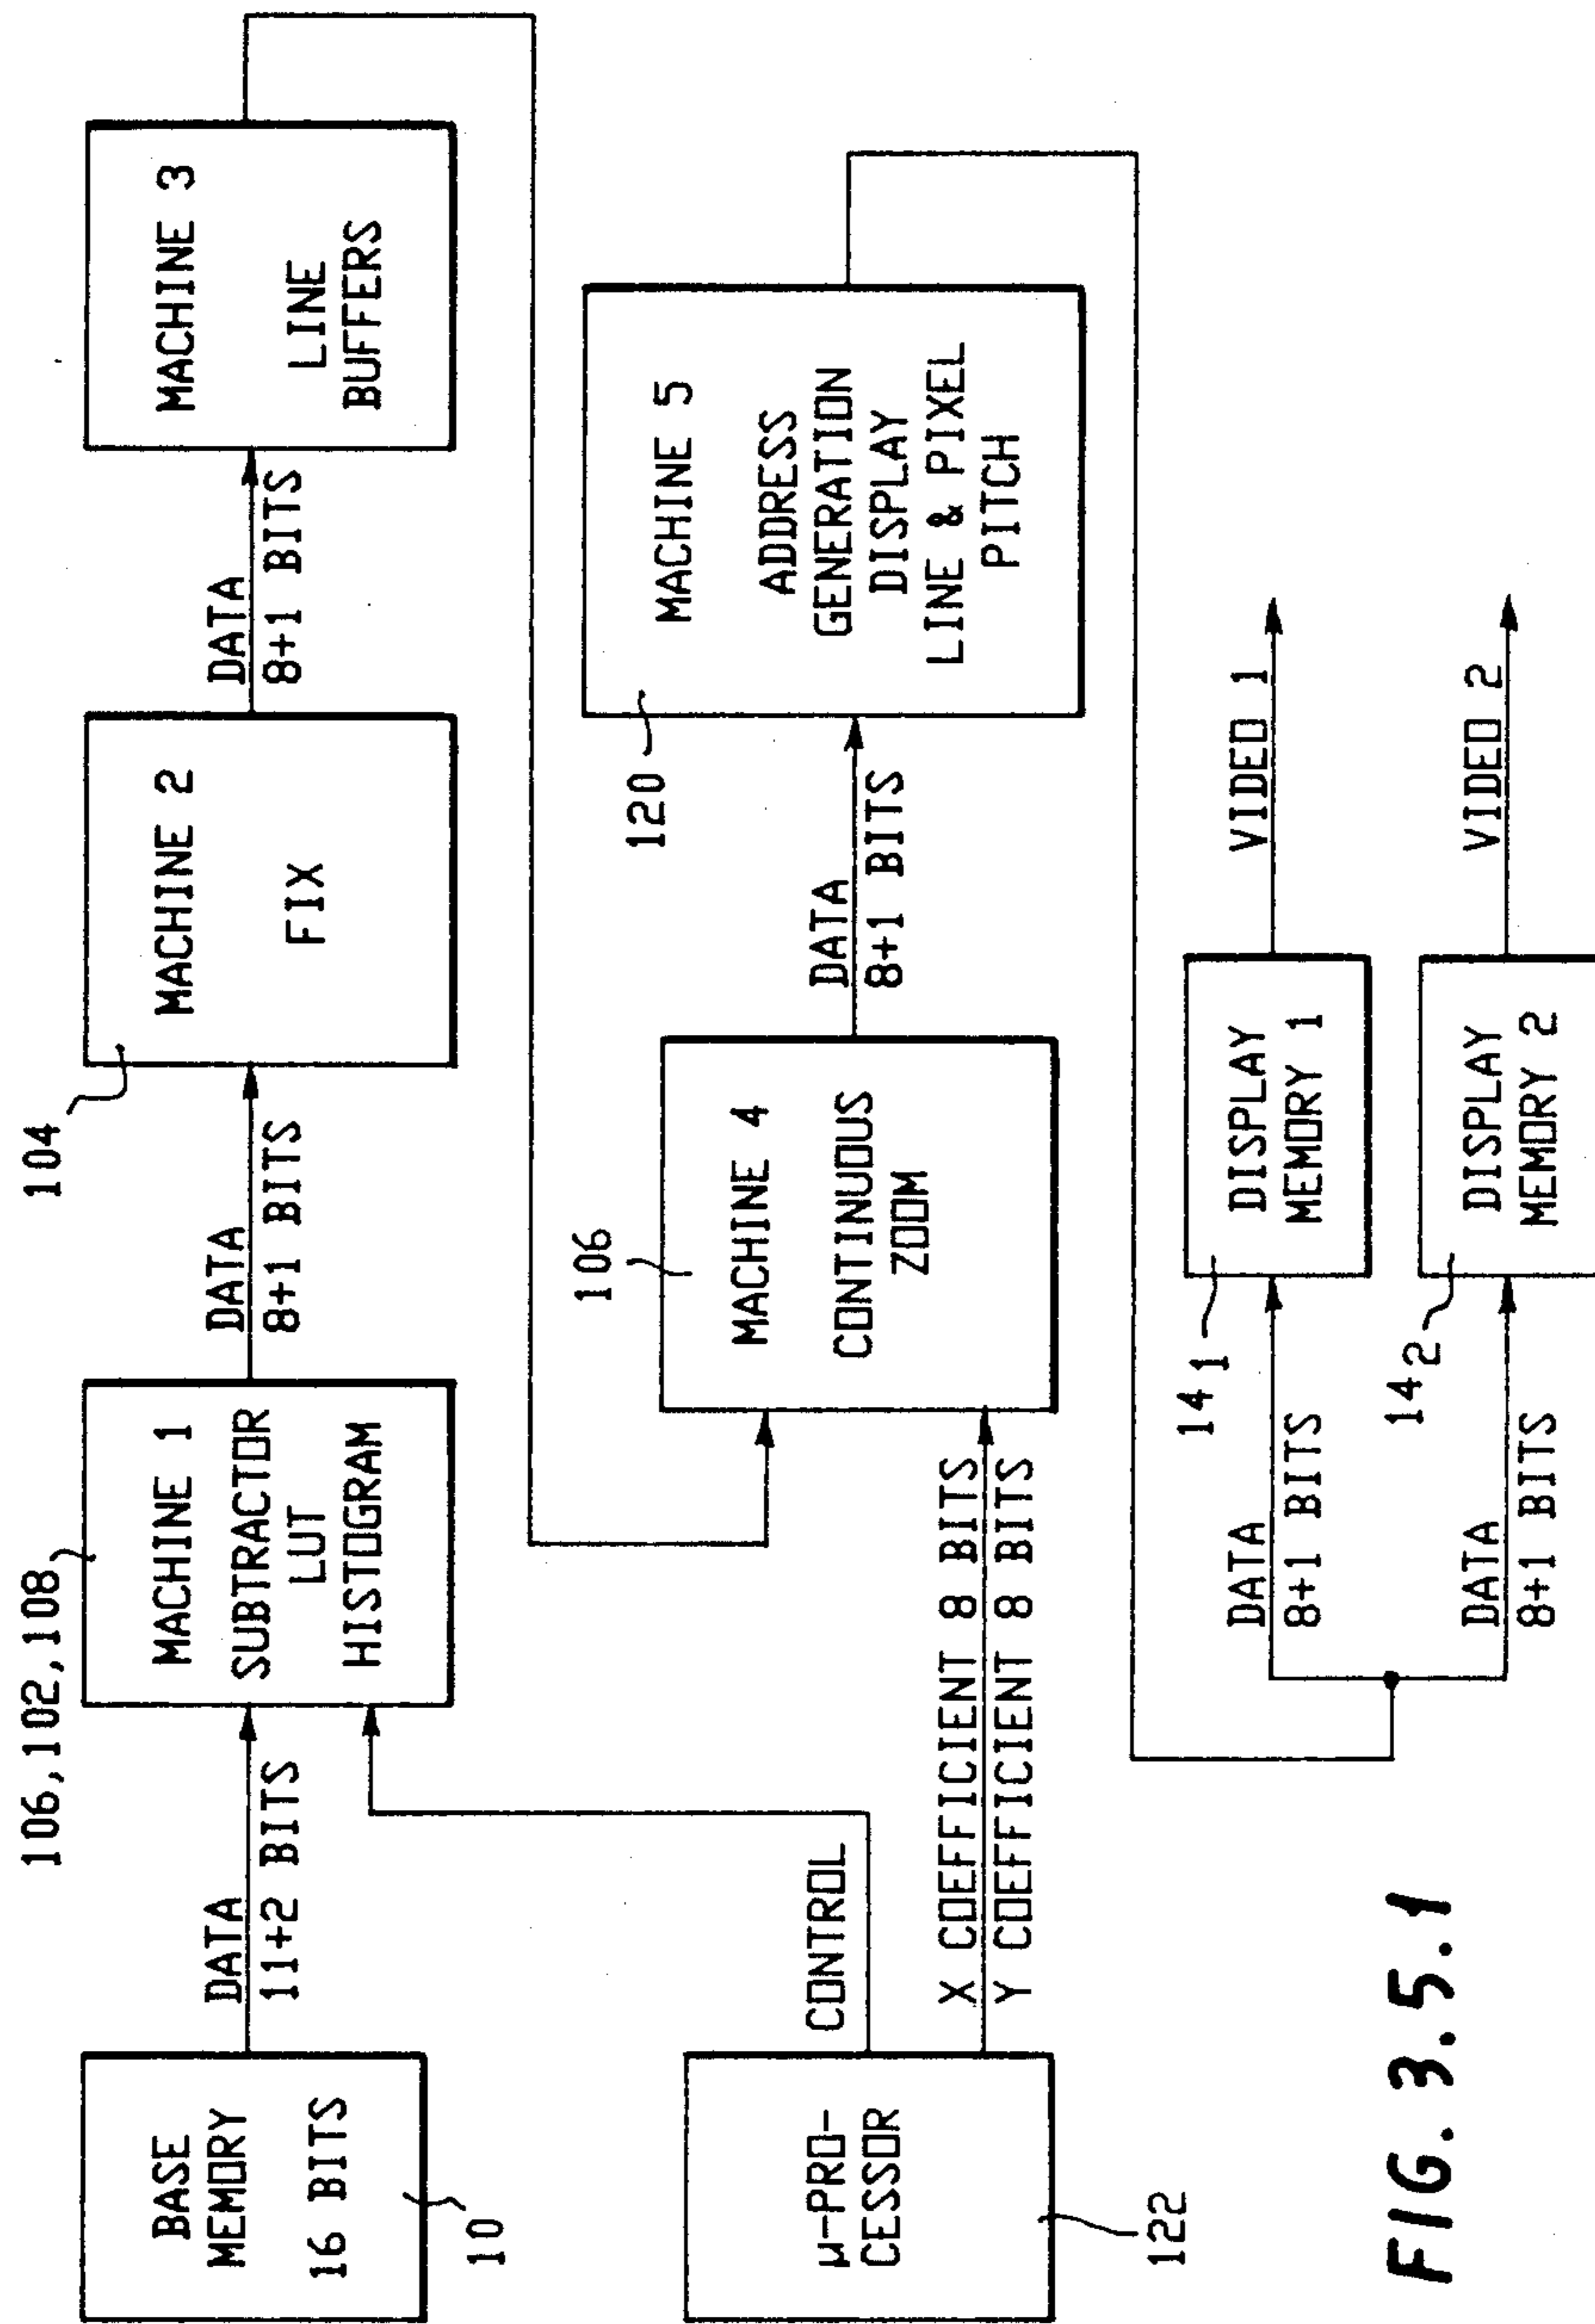 106,102,108
104
BASE
MEMORY
16 BITS
10
DATA
11+2 BITS
MACHINE 1
SUBTRACTOR
LUT
HISTOGRAM
DATA
8+1 BITS
MACHINE 2
FIX
DATA
8+1 BITS
MACHINE 3
LINE
BUFFERS
µ-PRO-
CESSOR
122
CONTROL
X COEFFICIENT 8 BITS
Y COEFFICIENT 8 BITS
106
MACHINE 4
CONTINUOUS
ZOOM
DATA
8+1 BITS
120
MACHINE 5
ADDRESS
GENERATION
DISPLAY
LINE & PIXEL
PITCH
DATA
8+1 BITS
14 1
DISPLAY
MEMORY 1
VIDEO 1
DATA
8+1 BITS
14 2
DISPLAY
MEMORY 2
VIDEO 2
FIG. 3.5.1